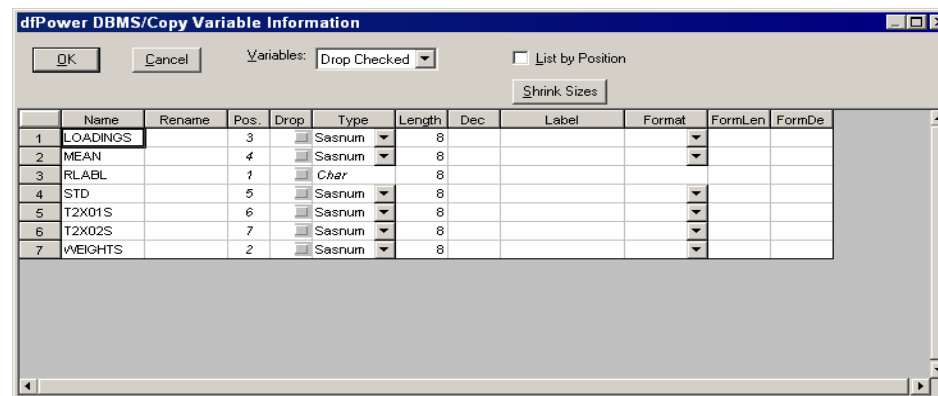 dfPower DBMS/Copy Variable Information
OK Cancel Variables: Drop Checked List by Position
Shrink Sizes
Name Rename Pos. Drop Type Length Dec Label Format FormLen FormDe
1 LOADINGS 3 Sasnum 8
2 MEAN 4 Sasnum 8
3 RLABL 1 Char 8
4 STD 5 Sasnum 8
5 T2X01S 6 Sasnum 8
6 T2X02S 7 Sasnum 8
7 WEIGHTS 2 Sasnum 8